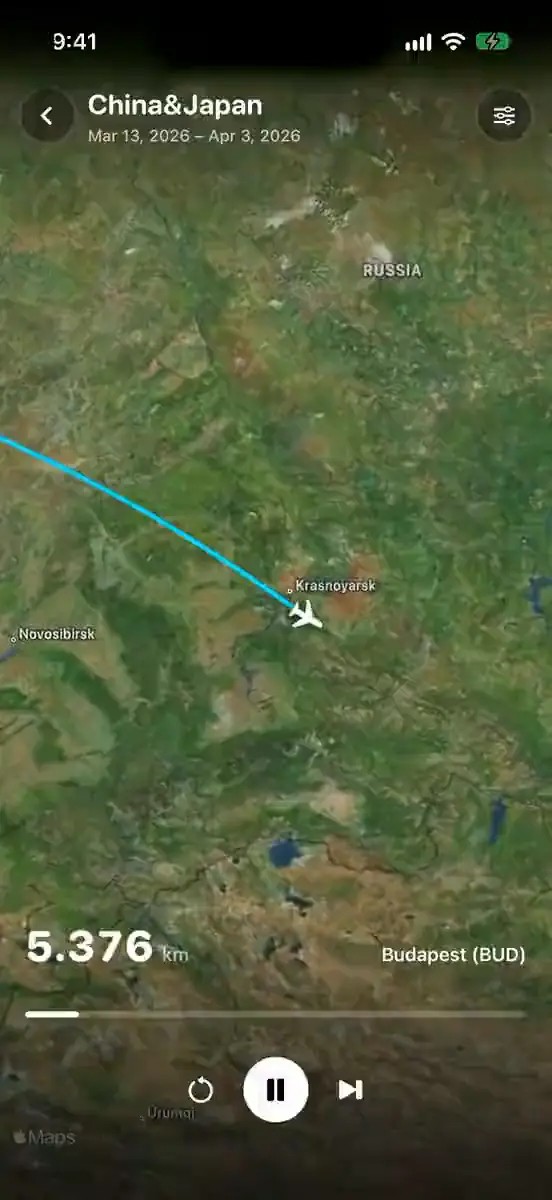 9:41
China&Japan
Mar 13, 2026 – Apr 3, 2026
RUSSIA
Krasnoyarsk
Novosibirsk
5.376 km
Budapest (BUD)
Urumqi
Maps